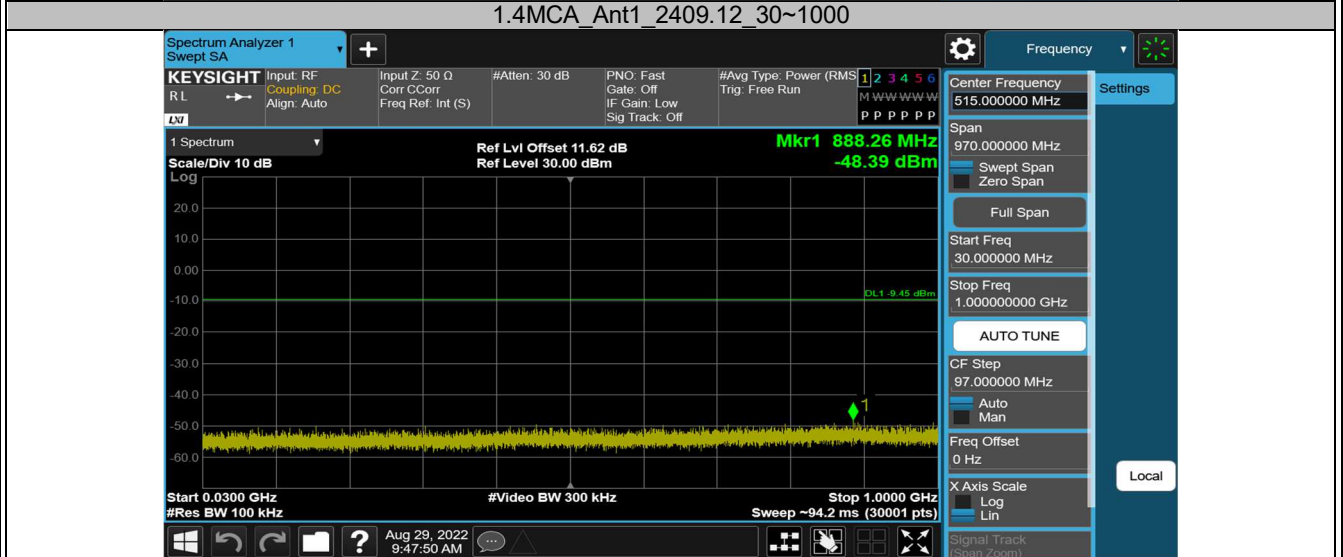 1.4MCA_Ant1_2409.12_30~1000
Spectrum Analyzer 1
Swept SA
+
Frequency
KEYSIGHT
RL
LXI
Input: RF
Coupling: DC
Align: Auto
Input Z: 50 Ω
Corr CCorr
Freq Ref: Int (S)
#Atten: 30 dB
PNO: Fast
Gate: Off
IF Gain: Low
Sig Track: Off
#Avg Type: Power (RMS
Trig: Free Run
1 2 3 4 5 6
M W W W W W
P P P P P P
Center Frequency
515.000000 MHz
Settings
Span
970.000000 MHz
Swept Span
Zero Span
Full Span
Start Freq
30.000000 MHz
Stop Freq
1.000000000 GHz
AUTO TUNE
CF Step
97.000000 MHz
Auto
Man
Freq Offset
0 Hz
X Axis Scale
Log
Lin
Signal Track
(Span Zoom)
Local
1 Spectrum
Scale/Div 10 dB
Log
Ref Lvl Offset 11.62 dB
Ref Level 30.00 dBm
Mkr1 888.26 MHz
-48.39 dBm
20.0
10.0
0.00
-10.0
DL1 -9.45 dBm
-20.0
-30.0
-40.0
1
-50.0
-60.0
Start 0.0300 GHz
#Res BW 100 kHz
#Video BW 300 kHz
Stop 1.0000 GHz
Sweep ~94.2 ms (30001 pts)
?
Aug 29, 2022
9:47:50 AM